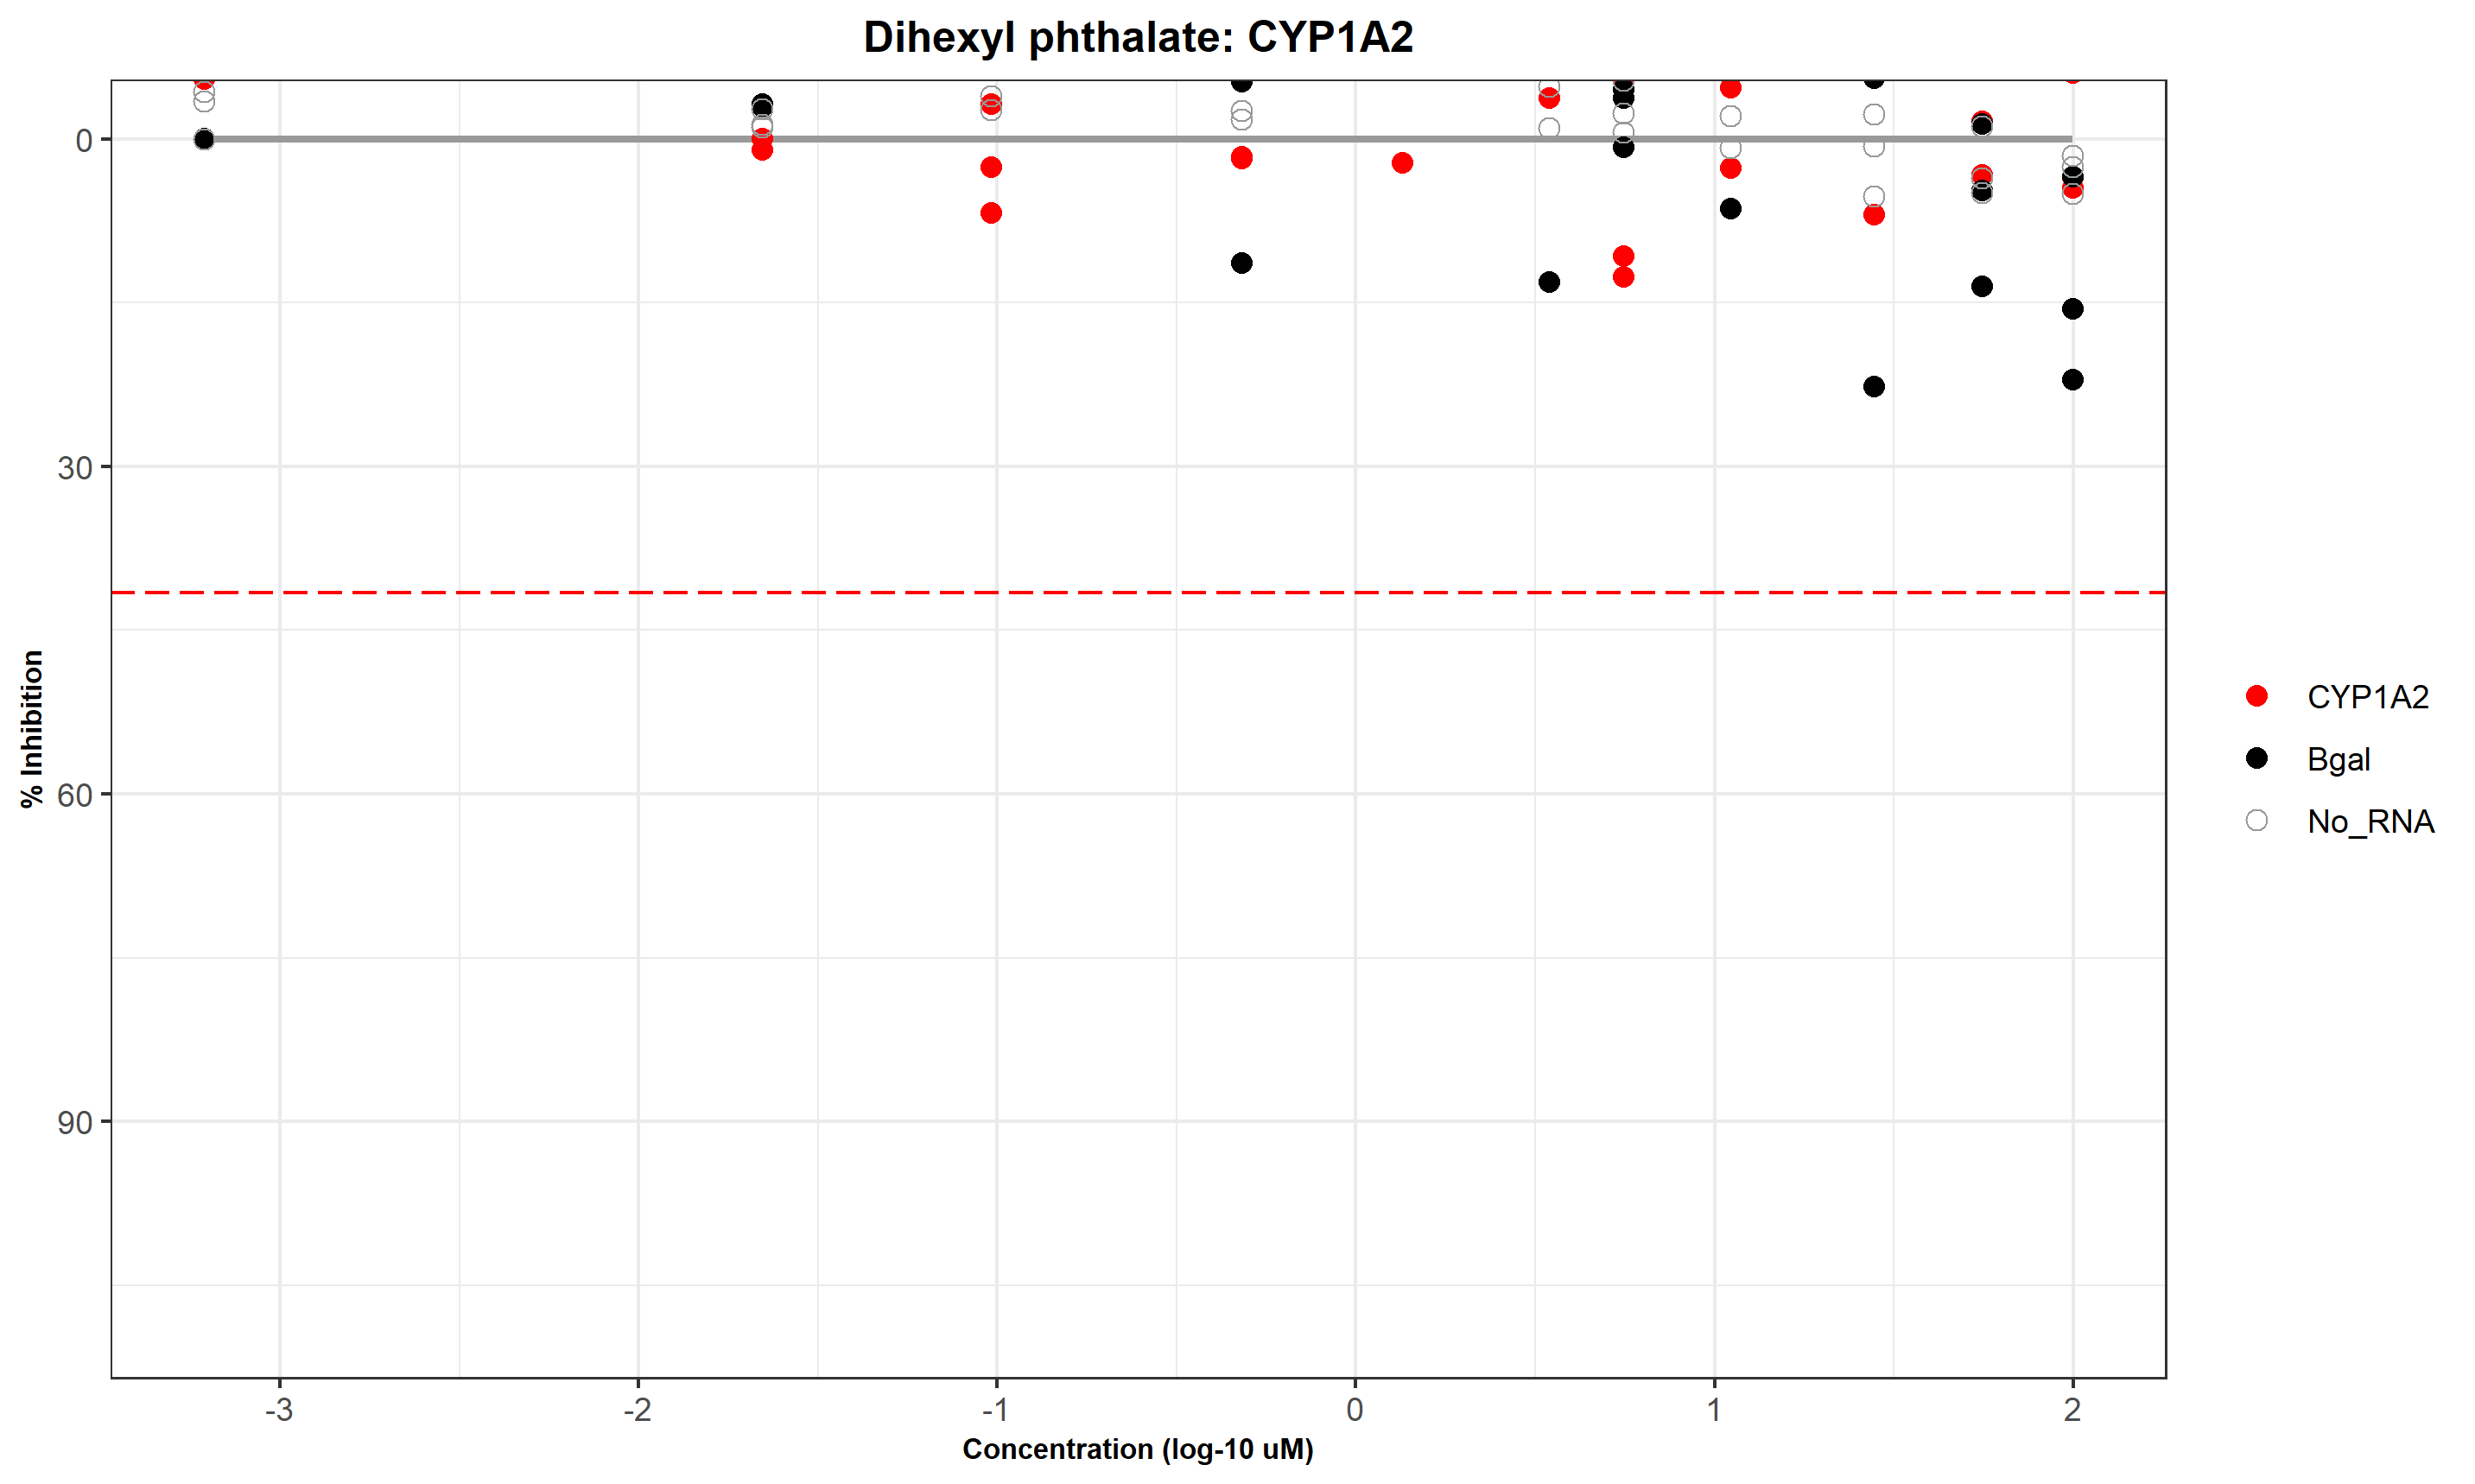 Dihexyl phthalate: CYP1A2
0
30
60
90
% Inhibition
-3
-2
-1
0
1
2
Concentration (log-10 uM)
CYP1A2
Bgal
No_RNA